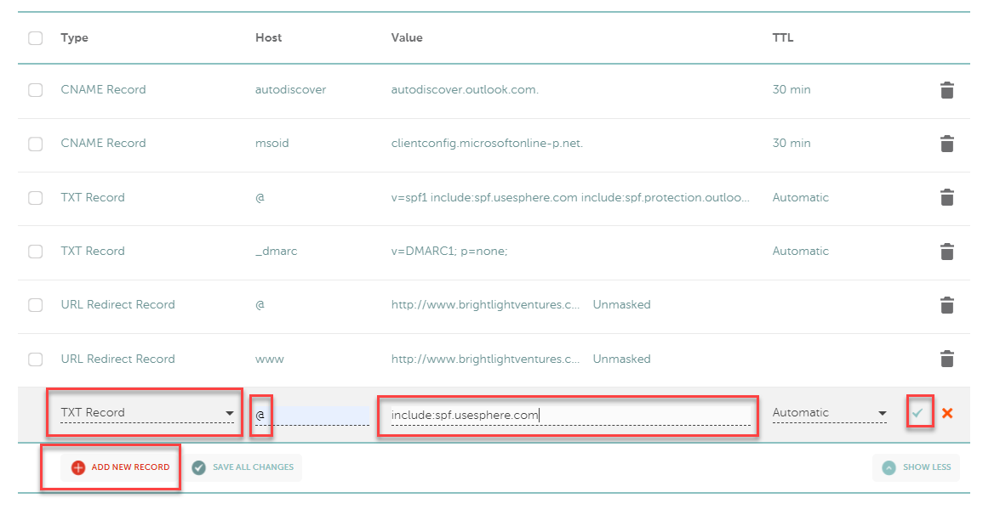 Type Host Value TTL
CNAME Record autodiscover autodiscover.outlook.com. 30 min
CNAME Record msoid clientconfig.microsoftonline-p.net. 30 min
TXT Record @ v=spf1 include:spf.usesphere.com include:spf.protection.outloo... Automatic
TXT Record _dmarc v=DMARC1; p=none; Automatic
URL Redirect Record @ http://www.brightlightventures.c... Unmasked
URL Redirect Record www http://www.brightlightventures.c... Unmasked
TXT Record @ include:spf.usesphere.com Automatic
ADD NEW RECORD SAVE ALL CHANGES SHOW LESS